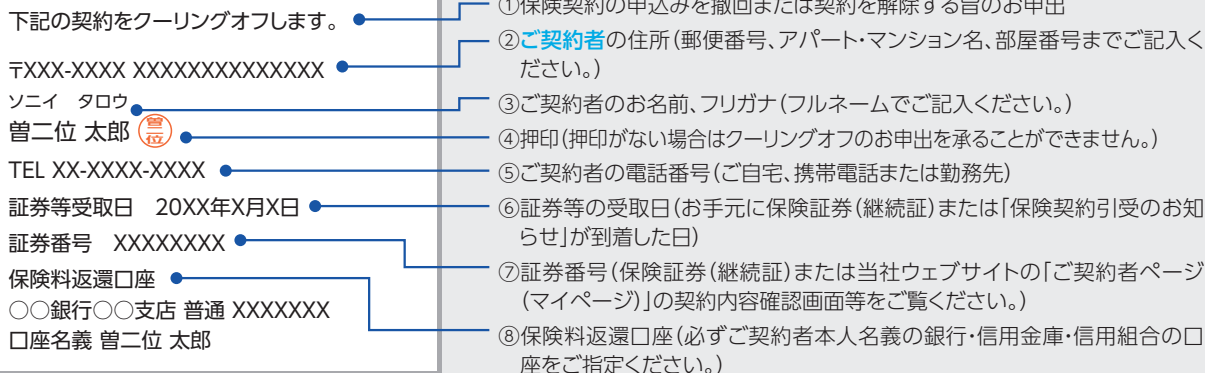 下記の契約をクーリングオフします。
〒XXX-XXXX XXXXXXXXXXXXXX
ソニイ タロウ
曽二位 太郎 曽二位
TEL XX-XXXX-XXXX
証券等受取日 20XX年X月X日
証券番号 XXXXXXXX
保険料返還口座
○○銀行○○支店 普通 XXXXXXX
口座名義 曽二位 太郎
①保険契約の申込みを撤回または契約を解除する旨のお申出
②ご契約者の住所(郵便番号、アパート・マンション名、部屋番号までご記入く
ださい。)
③ご契約者のお名前、フリガナ(フルネームでご記入ください。)
④押印(押印がない場合はクーリングオフのお申出を承ることができません。)
⑤ご契約者の電話番号(ご自宅、携帯電話または勤務先)
⑥証券等の受取日(お手元に保険証券(継続証)または「保険契約引受のお知
らせ」が到着した日)
⑦証券番号(保険証券(継続証)または当社ウェブサイトの「ご契約者ページ
(マイページ)」の契約内容確認画面等をご覧ください。)
⑧保険料返還口座(必ずご契約者本人名義の銀行・信用金庫・信用組合の口
座をご指定ください。)